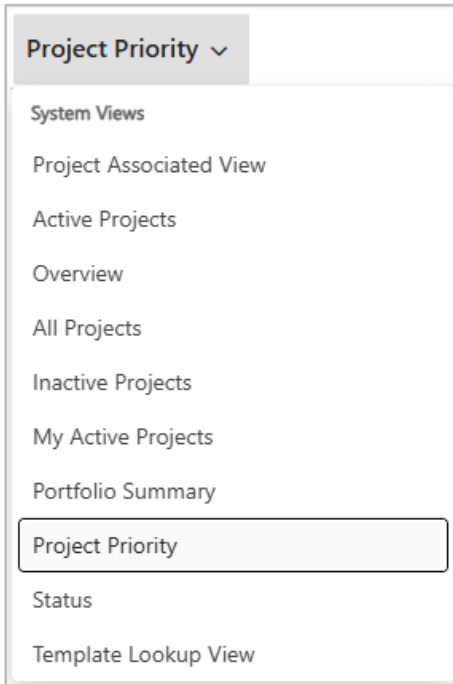 Project Priority
System Views
Project Associated View
Active Projects
Overview
All Projects
Inactive Projects
My Active Projects
Portfolio Summary
Project Priority
Status
Template Lookup View